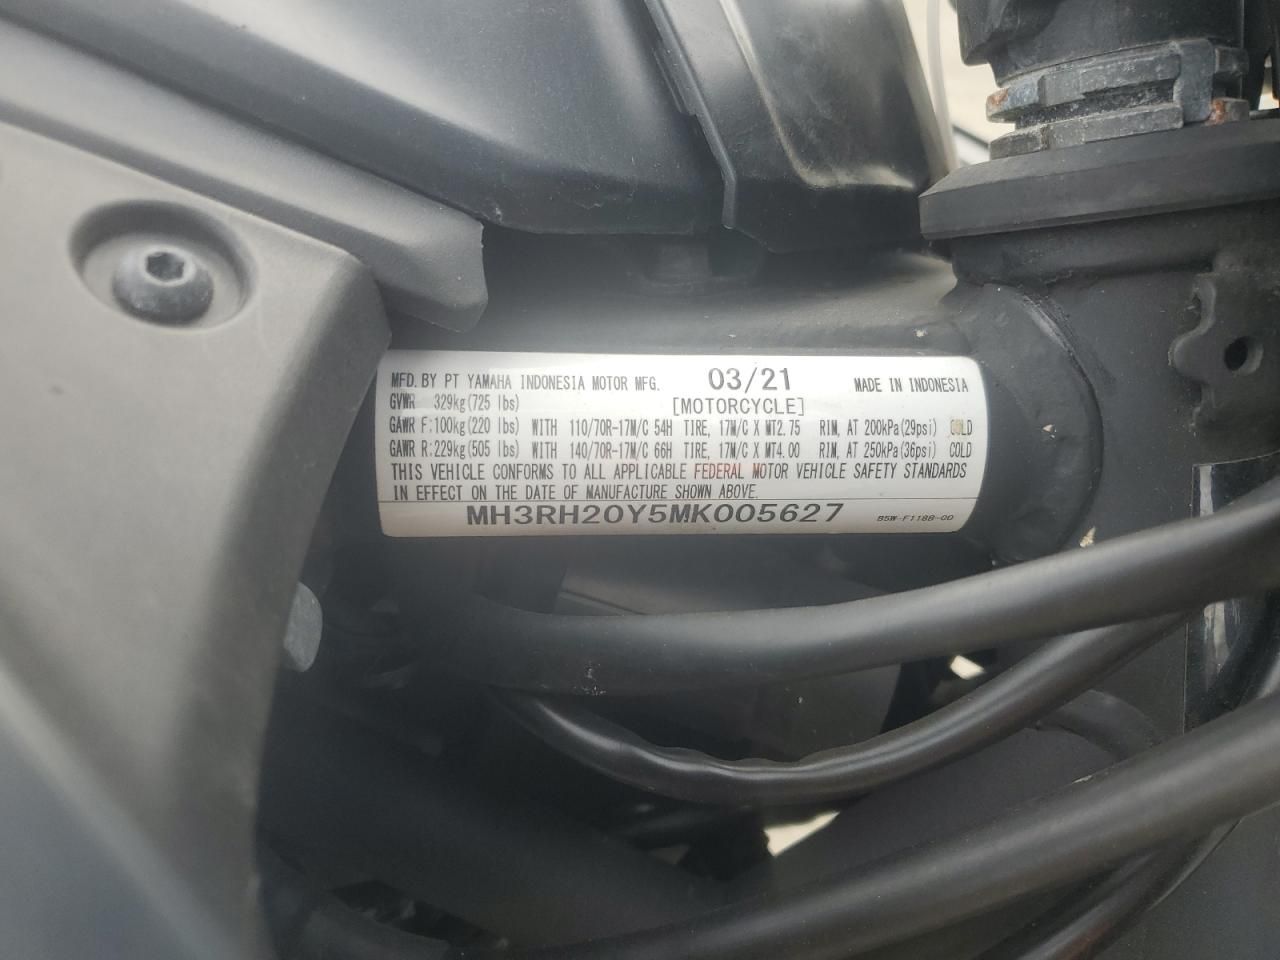 MFD. BY PT YAMAHA INDONESIA MOTOR MFG. 03/21 MADE IN INDONESIA
GVWR 329kg(725 lbs) [MOTORCYCLE]
GAWR F:100kg(220 lbs) WITH 110/70R-17M/C 54H TIRE, 17M/C X MT2.75 RIM, AT 200kPa(29psi) COLD
GAWR R:229kg(505 lbs) WITH 140/70R-17M/C 66H TIRE, 17M/C X MT4.00 RIM, AT 250kPa(36psi) COLD
THIS VEHICLE CONFORMS TO ALL APPLICABLE FEDERAL MOTOR VEHICLE SAFETY STANDARDS
IN EFFECT ON THE DATE OF MANUFACTURE SHOWN ABOVE.
MH3RH20Y5MK005627 B5W-F118B-00